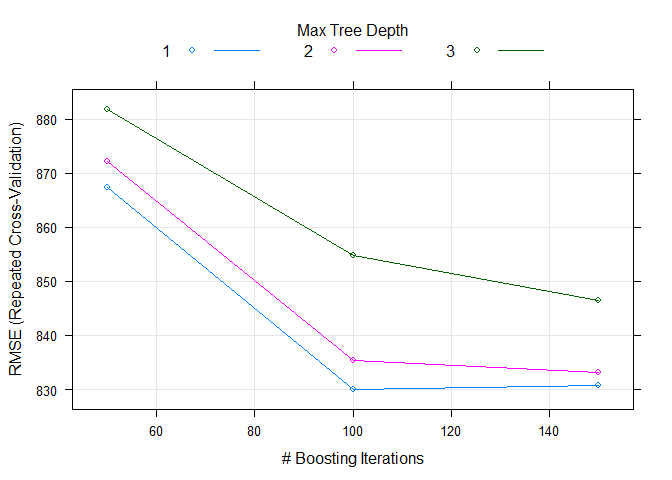 Max Tree Depth
1 2 3
880
870
860
850
840
830
RMSE (Repeated Cross-Validation)
60 80 100 120 140
# Boosting Iterations